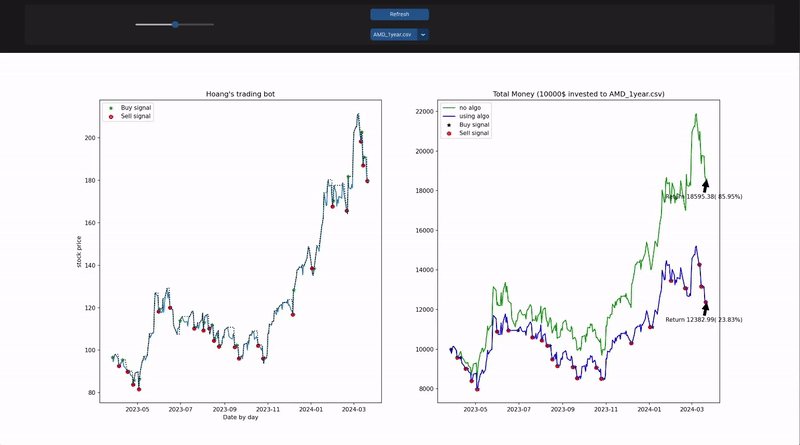 Refresh
AMD_1year.csv
Hoang's trading bot
Buy signal
Sell signal
200
180
160
140
120
100
80
stock price
2023-05
2023-07
2023-09
2023-11
2024-01
2024-03
Date by day
Total Money (10000$ invested to AMD_1year.csv)
no algo
using algo
Buy signal
Sell signal
22000
20000
18000
16000
14000
12000
10000
8000
Return 18595.38( 85.95%)
Return 12382.99( 23.83%)
2023-05
2023-07
2023-09
2023-11
2024-01
2024-03